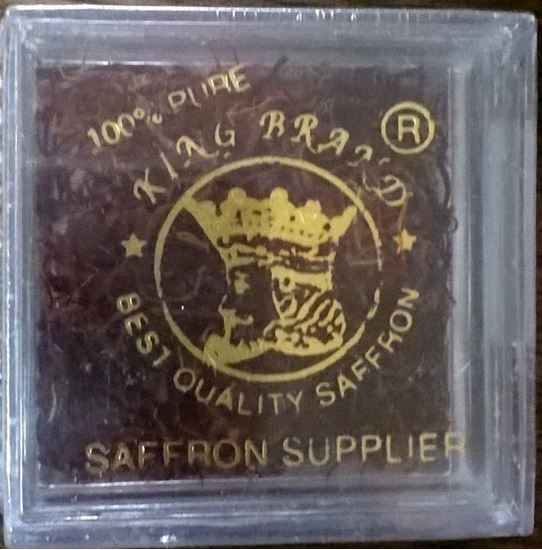 100% PURE
KING BRAND
®
BEST QUALITY SAFFRON
SAFFRON SUPPLIER